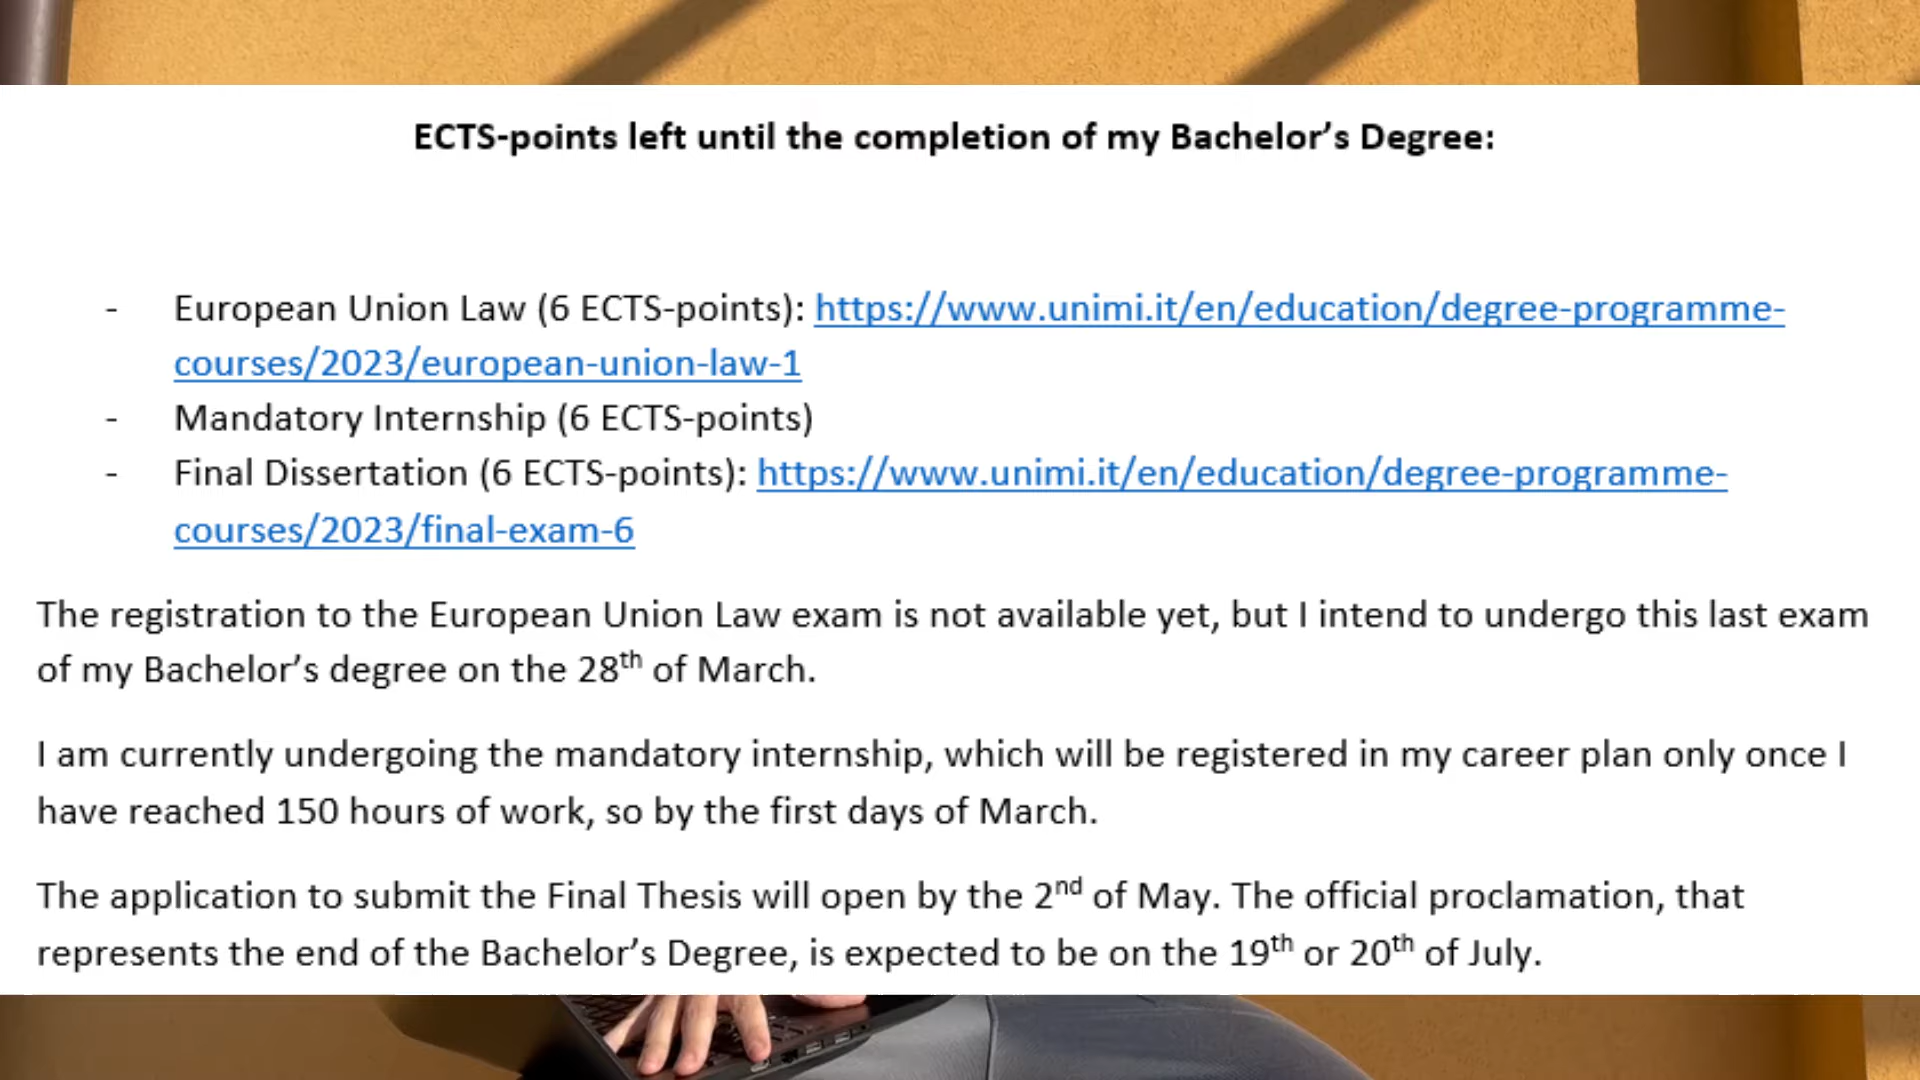 ECTS-points left until the completion of my Bachelor’s Degree:
- European Union Law (6 ECTS-points): https://www.unimi.it/en/education/degree-programme-
courses/2023/european-union-law-1
- Mandatory Internship (6 ECTS-points)
- Final Dissertation (6 ECTS-points): https://www.unimi.it/en/education/degree-programme-
courses/2023/final-exam-6
The registration to the European Union Law exam is not available yet, but I intend to undergo this last exam
of my Bachelor’s degree on the 28th of March.
I am currently undergoing the mandatory internship, which will be registered in my career plan only once I
have reached 150 hours of work, so by the first days of March.
The application to submit the Final Thesis will open by the 2nd of May. The official proclamation, that
represents the end of the Bachelor’s Degree, is expected to be on the 19th or 20th of July.